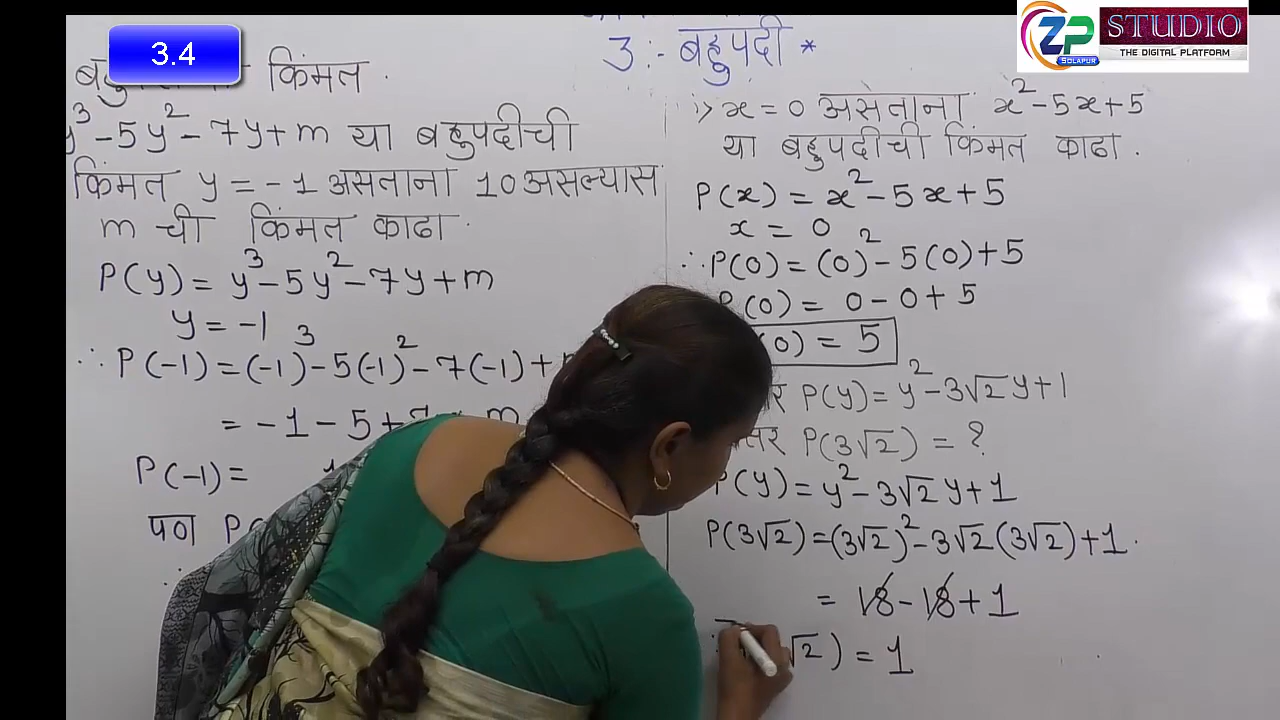 3.4
ZP SOLAPUR STUDIO
THE DIGITAL PLATFORM
3 :- बहुपदी *
किंमत .
y³-5y²-7y+m या बहुपदीची
किंमत y = -1 असताना 10 असल्यास
m ची किंमत काढा .
P(y) = y³-5y²-7y+m
y = -1
∴ P(-1) = (-1)³-5(-1)²-7(-1)+
= -1-5+7+m
P(-1) =
पण P(
i> x = 0 असताना x²-5x+5
या बहुपदीची किंमत काढा .
P(x) = x²-5x+5
x = 0
∴ P(0) = (0)²-5(0)+5
P(0) = 0-0+5
(0) = 5
P(y) = y²-3√2y+1
तर P(3√2) = ?
P(y) = y²-3√2y+1
P(3√2) = (3√2)²-3√2(3√2)+1.
= 18-18+1
√2) = 1